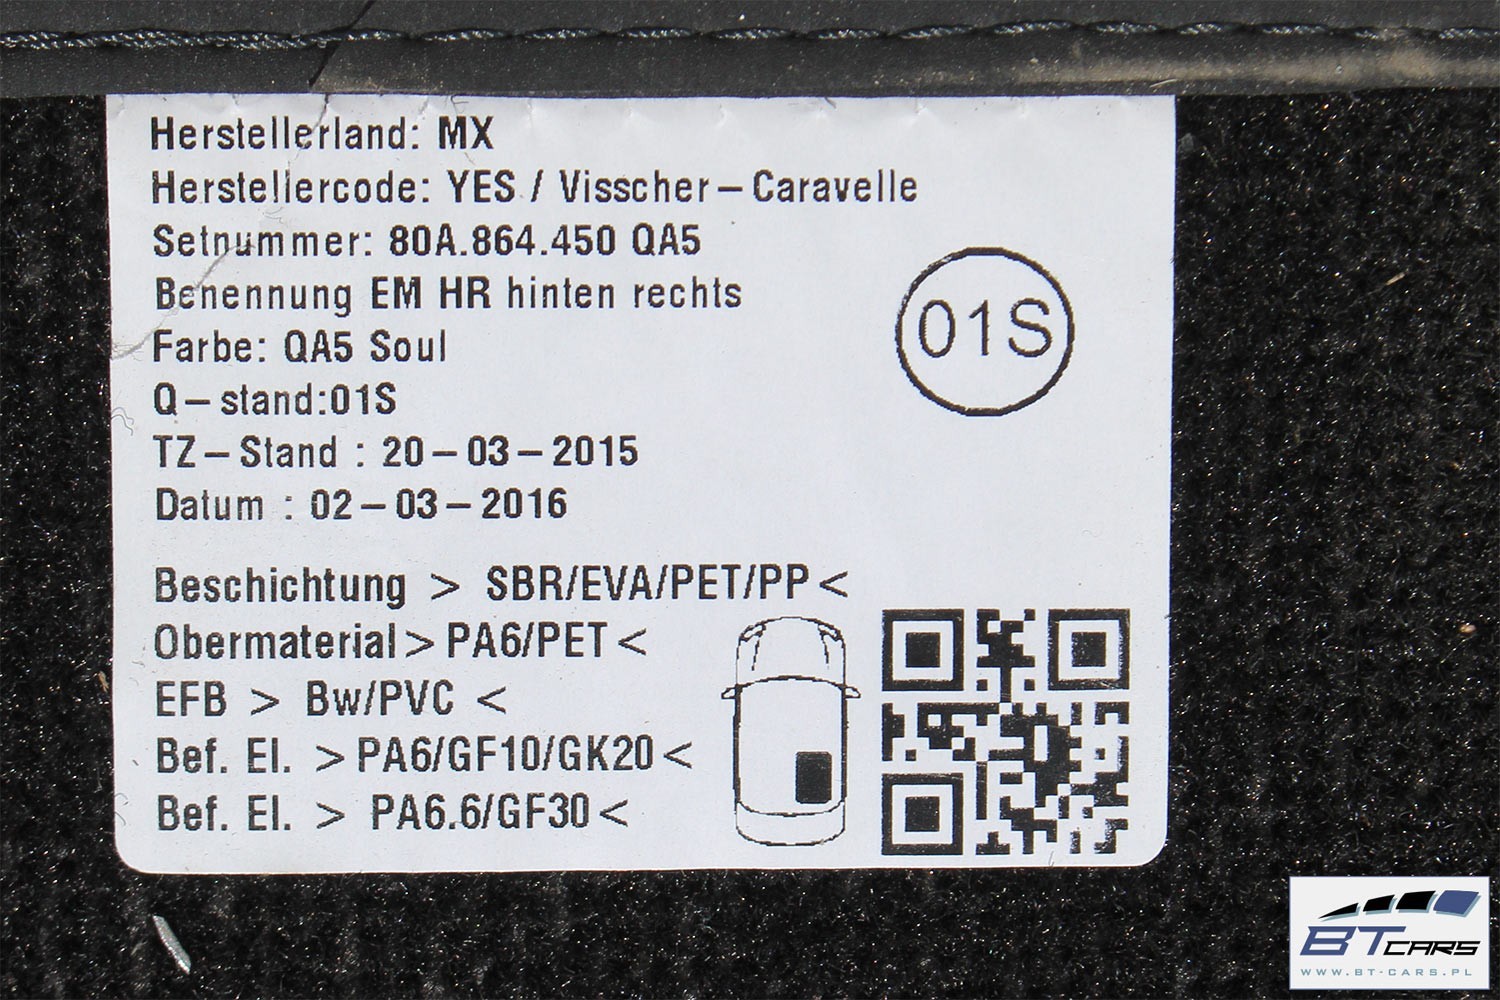 Herstellerland: MX
Herstellercode: YES / Visscher-Caravelle
Setnummer: 80A.864.450 QA5
Benennung EM HR hinten rechts
Farbe: QA5 Soul
Q-stand:01S
TZ-Stand : 20-03-2015
Datum : 02-03-2016
01S
Beschichtung > SBR/EVA/PET/PP<
Obermaterial> PA6/PET<
EFB > Bw/PVC <
Bef. El. >PA6/GF10/GK20<
Bef. El. > PA6.6/GF30<
BT CARS
WWW.BT-CARS.PL